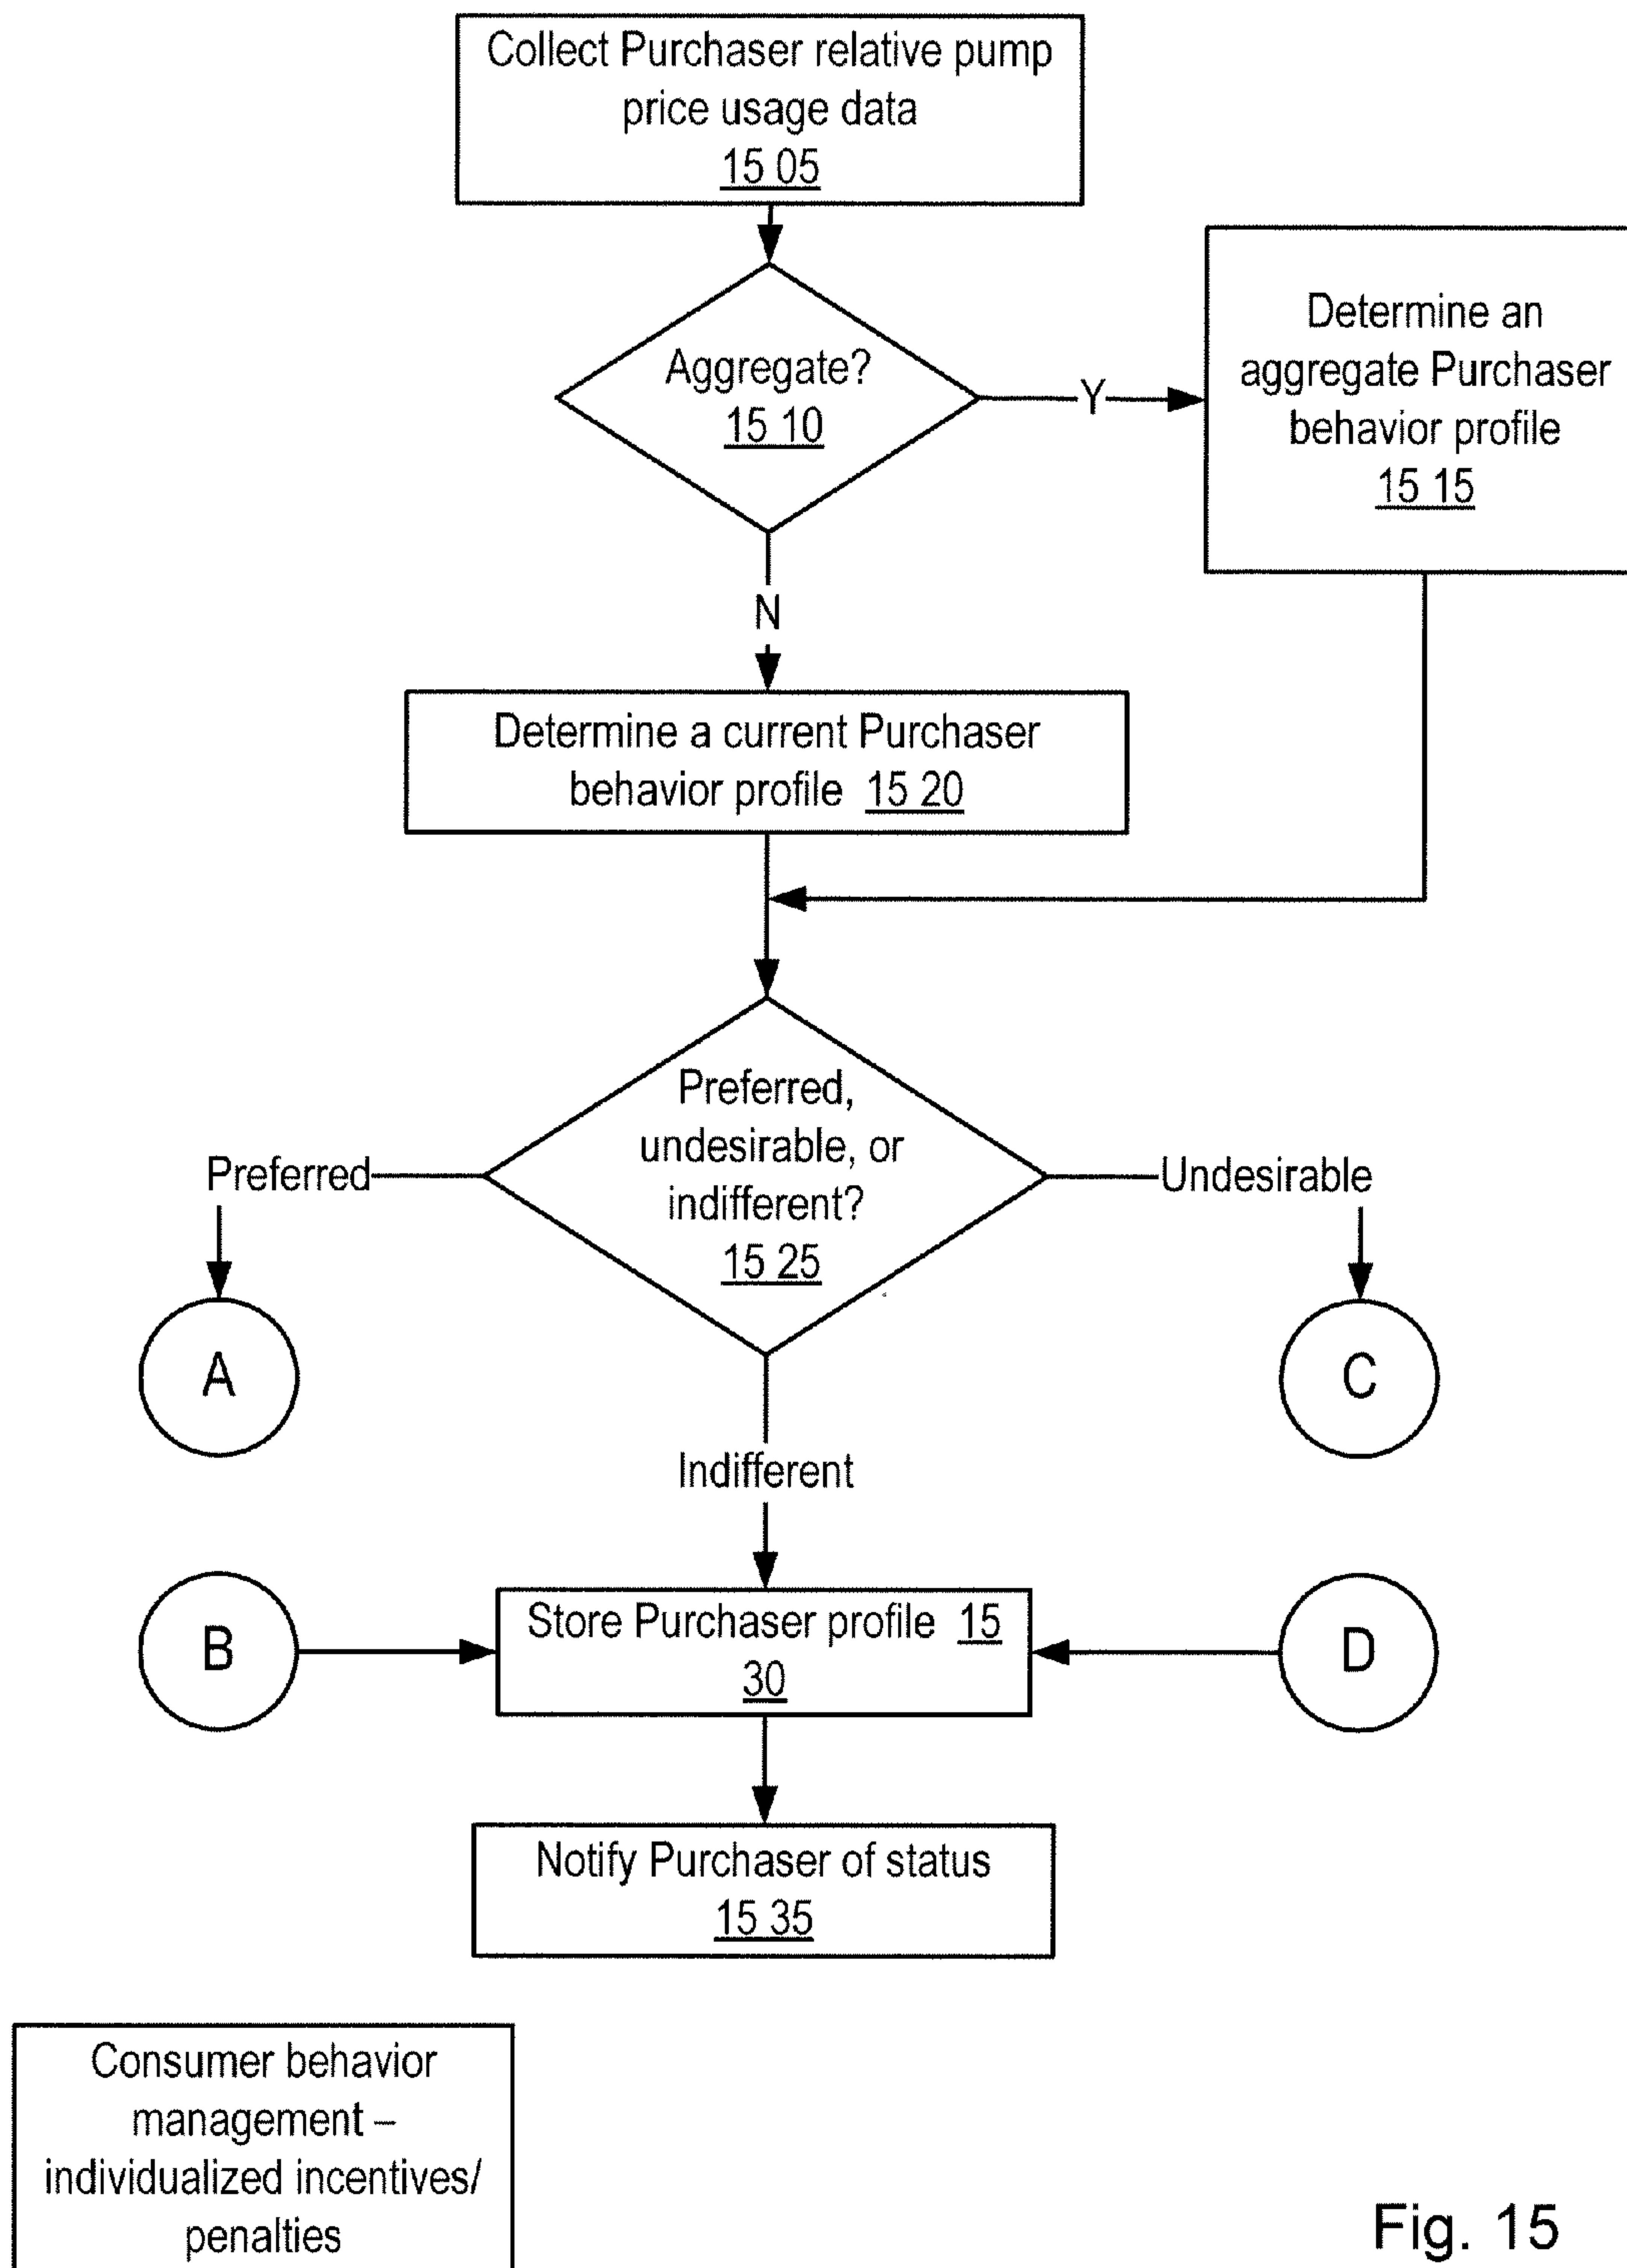 Collect Purchaser relative pump
price usage data
15 05
Aggregate?
15 10
Y
Determine an
aggregate Purchaser
behavior profile
15 15
N
Determine a current Purchaser
behavior profile 15 20
Preferred,
undesirable, or
indifferent?
15 25
Preferred
Undesirable
A
C
Indifferent
B
Store Purchaser profile 15
30
D
Notify Purchaser of status
15 35
Consumer behavior
management –
individualized incentives/
penalties
Fig. 15